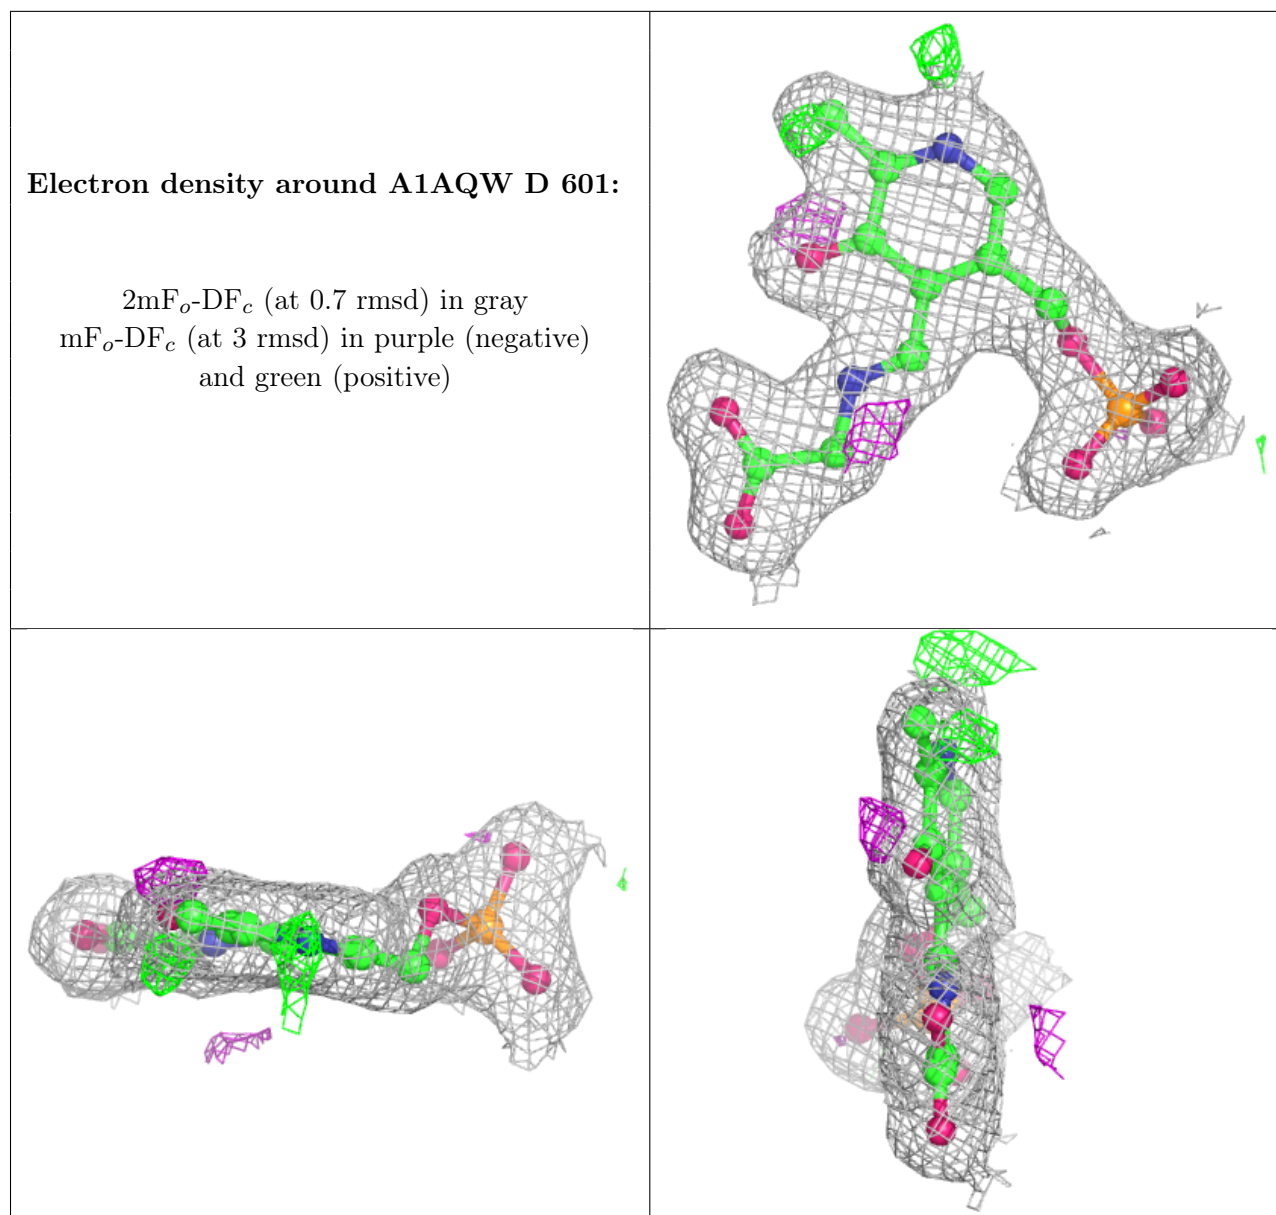 Electron density around A1AQW D 601:
2mFo-DFc (at 0.7 rmsd) in gray
mFo-DFc (at 3 rmsd) in purple (negative)
and green (positive)